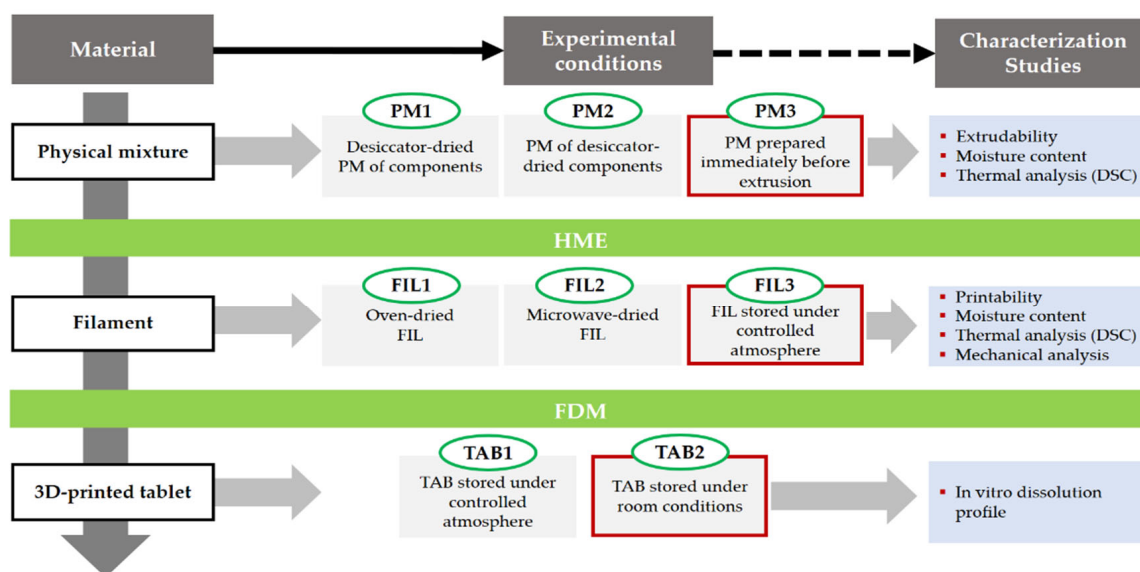 Material
Experimental
conditions
Characterization
Studies
Physical mixture
PM1
Desiccator-dried
PM of components
PM2
PM of desiccator-
dried components
PM3
PM prepared
immediately before
extrusion
▪ Extrudability
▪ Moisture content
▪ Thermal analysis (DSC)
HME
Filament
FIL1
Oven-dried
FIL
FIL2
Microwave-dried
FIL
FIL3
FIL stored under
controlled
atmosphere
▪ Printability
▪ Moisture content
▪ Thermal analysis (DSC)
▪ Mechanical analysis
FDM
3D-printed tablet
TAB1
TAB stored under
controlled
atmosphere
TAB2
TAB stored under
room conditions
▪ In vitro dissolution
profile